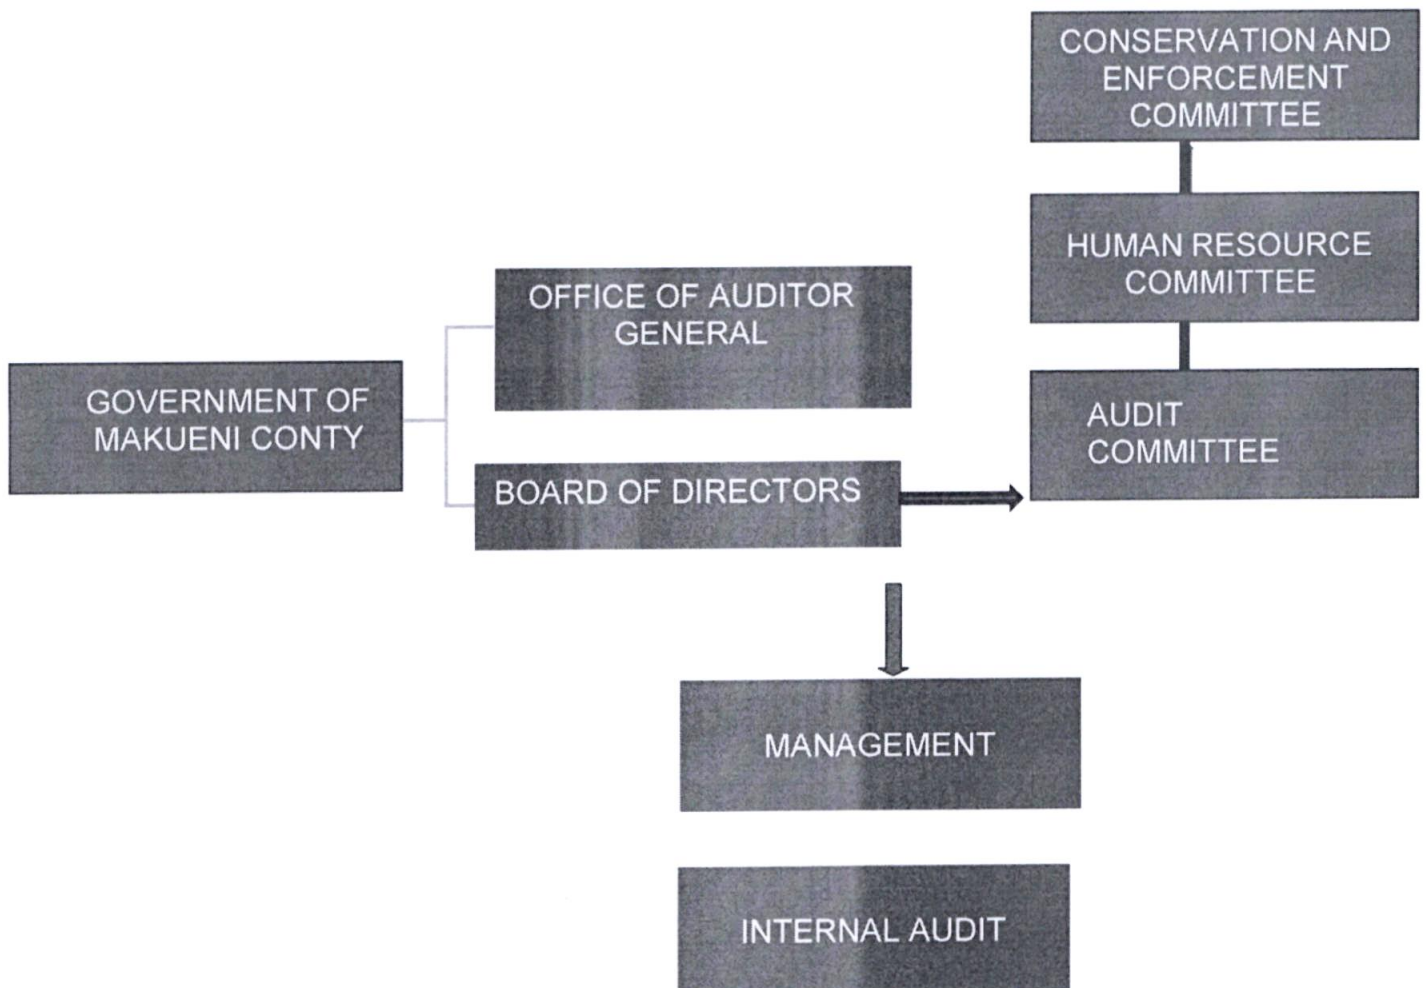 CONSERVATION AND
ENFORCEMENT
COMMITTEE
HUMAN RESOURCE
COMMITTEE
OFFICE OF AUDITOR
GENERAL
GOVERNMENT OF
MAKUENI CONTY
AUDIT
COMMITTEE
BOARD OF DIRECTORS
MANAGEMENT
INTERNAL AUDIT